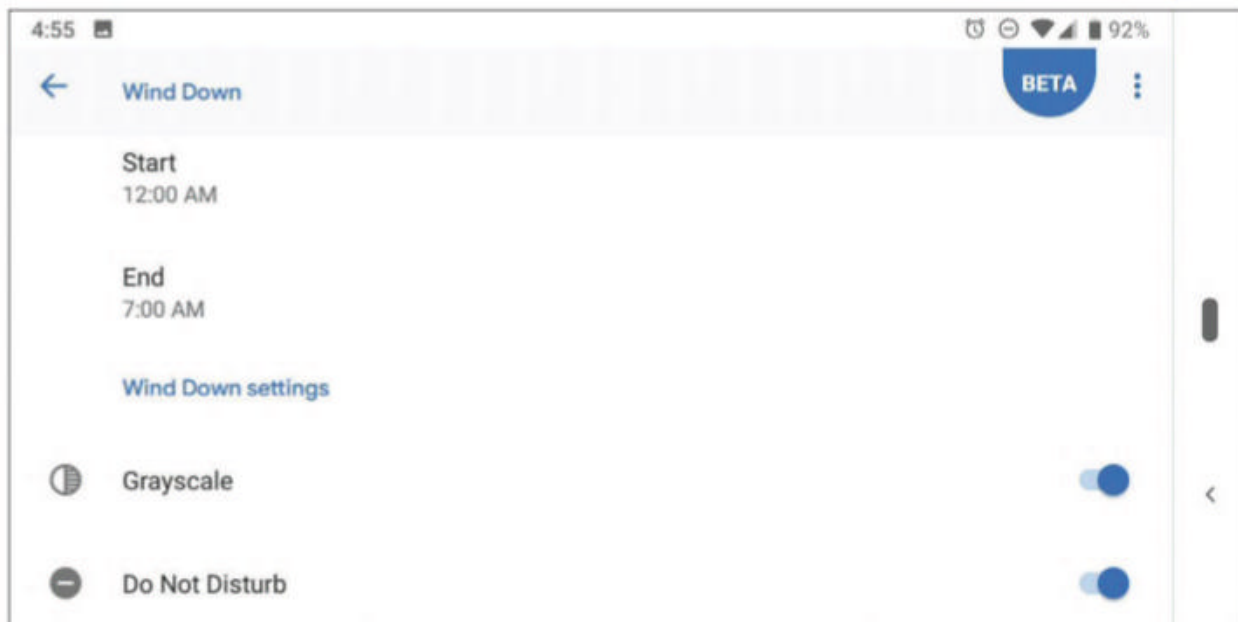 4:55 92%
Wind Down BETA
Start
12:00 AM
End
7:00 AM
Wind Down settings
Grayscale
Do Not Disturb